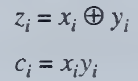 zᵢ = xᵢ ⊕ yᵢ
cᵢ = xᵢyᵢ